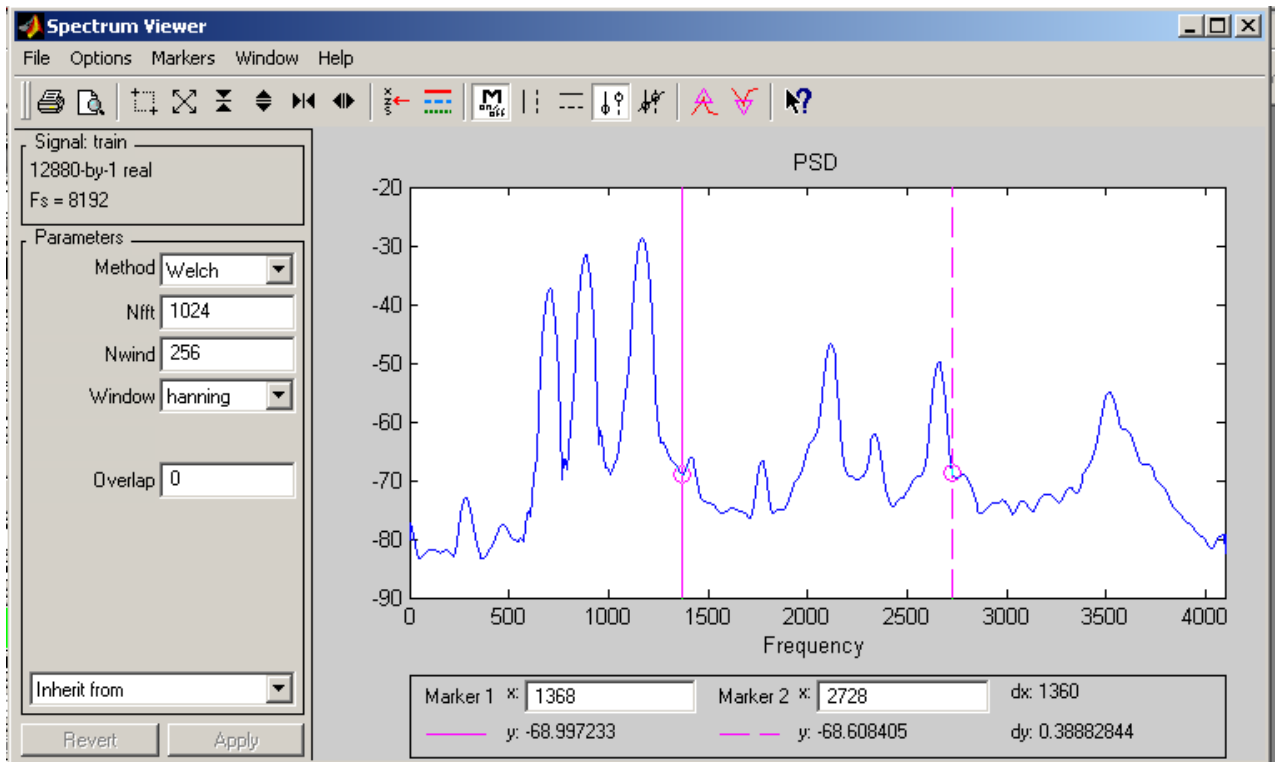 Spectrum Viewer
File Options Markers Window Help
M
on/off
Signal: train
12880-by-1 real
Fs = 8192
Parameters
Method Welch
Nfft 1024
Nwind 256
Window hanning
Overlap 0
Inherit from
Revert Apply
PSD
-20
-30
-40
-50
-60
-70
-80
-90
0 500 1000 1500 2000 2500 3000 3500 4000
Frequency
Marker 1 x: 1368 Marker 2 x: 2728 dx: 1360
y: -68.997233 y: -68.608405 dy: 0.38882844